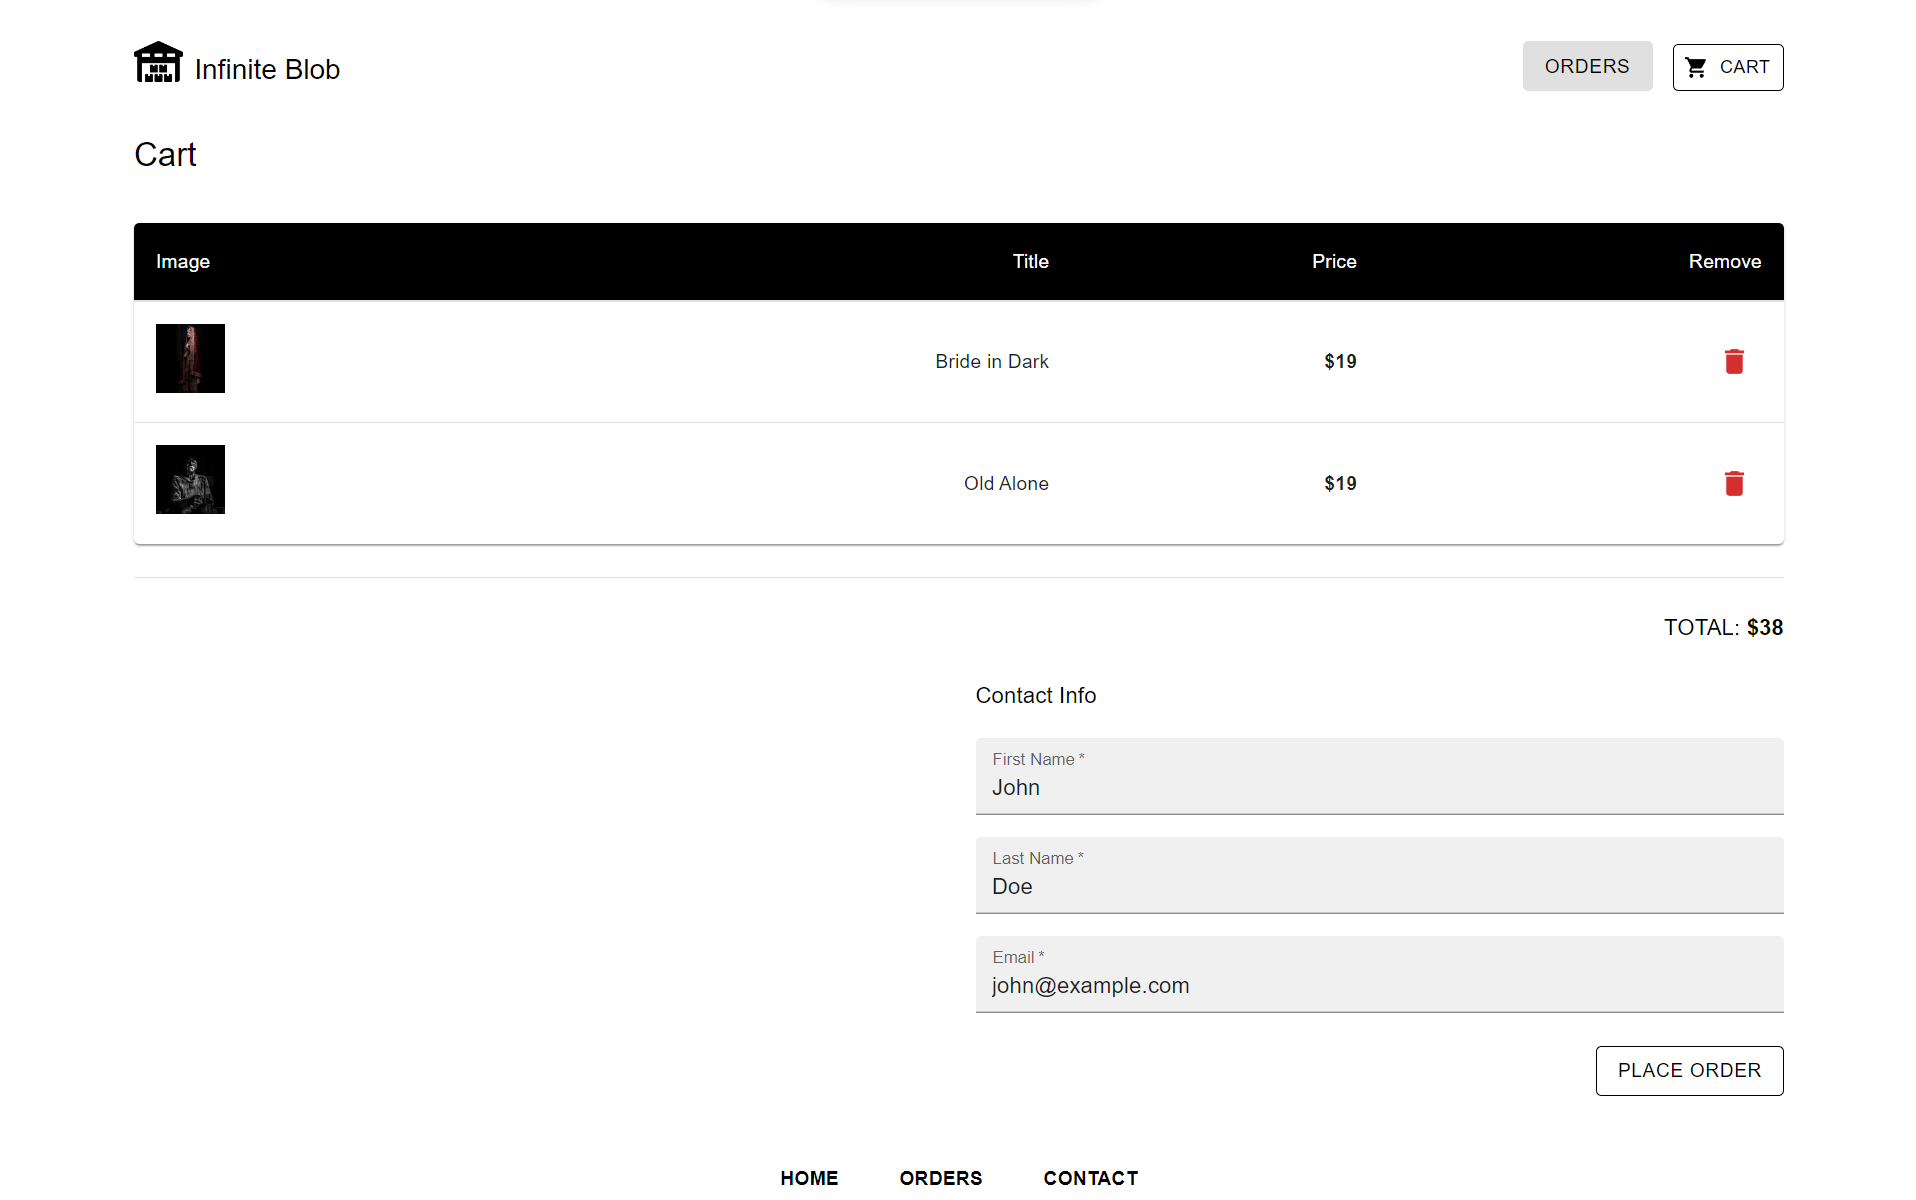 Infinite Blob
ORDERS CART
Cart
Image Title Price Remove
Bride in Dark $19
Old Alone $19
TOTAL: $38
Contact Info
First Name *
John
Last Name *
Doe
Email *
john@example.com
PLACE ORDER
HOME ORDERS CONTACT